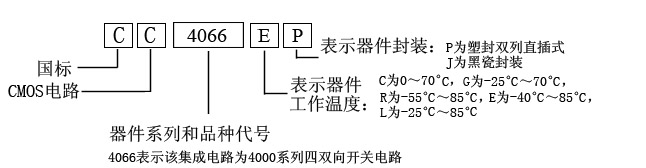 C C 4066 E P
表示器件封装：P为塑封双列直插式
J为黑瓷封装
国标
CMOS电路
表示器件
工作温度：
C为0～70℃，G为-25℃～70℃，
R为-55℃～85℃，E为-40℃～85℃，
L为-25℃～85℃
器件系列和品种代号
4066表示该集成电路为4000系列四双向开关电路